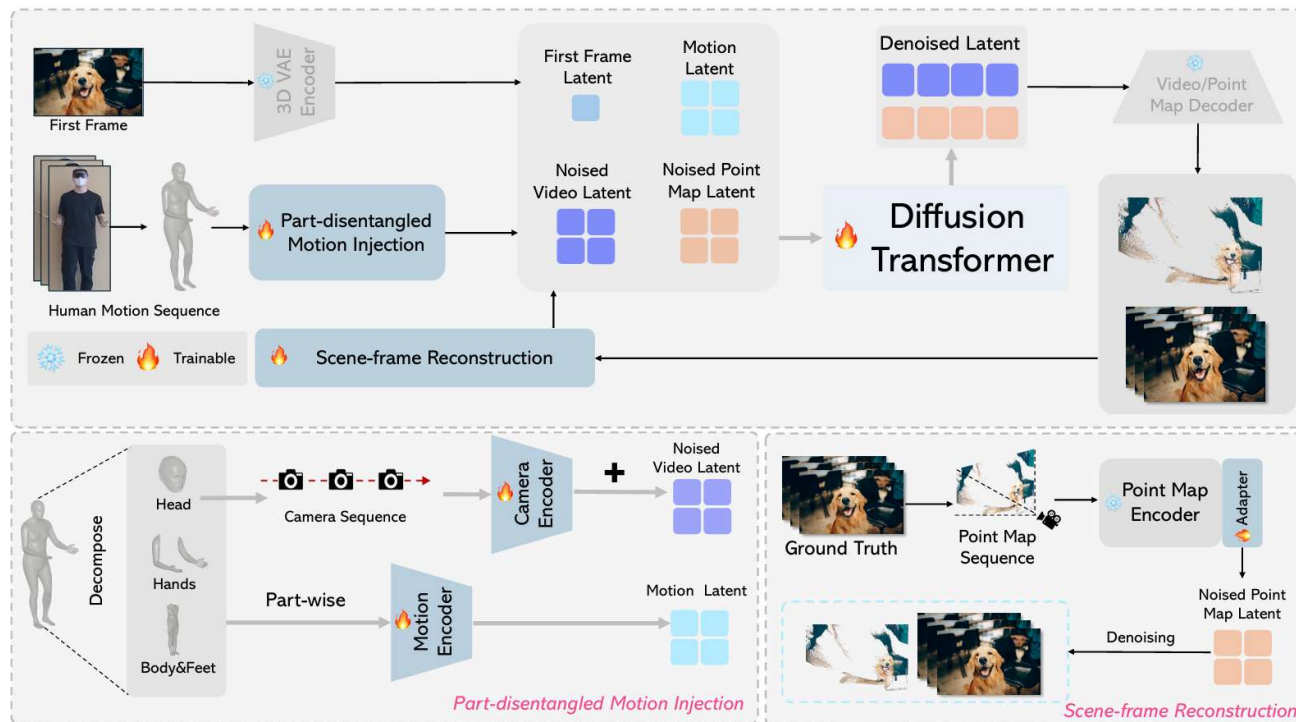 First Frame
3D VAE
Encoder
First Frame
Latent
Motion
Latent
Noised
Video Latent
Noised Point
Map Latent
Denoised Latent
Video/Point
Map Decoder
Human Motion Sequence
Part-disentangled
Motion Injection
Diffusion
Transformer
Frozen
Trainable
Scene-frame Reconstruction
Decompose
Head
Hands
Body&Feet
Camera Sequence
Camera
Encoder
+
Noised
Video Latent
Part-wise
Motion
Encoder
Motion Latent
Part-disentangled Motion Injection
Ground Truth
Point Map
Sequence
Point Map
Encoder
Adapter
Noised Point
Map Latent
Denoising
Scene-frame Reconstruction